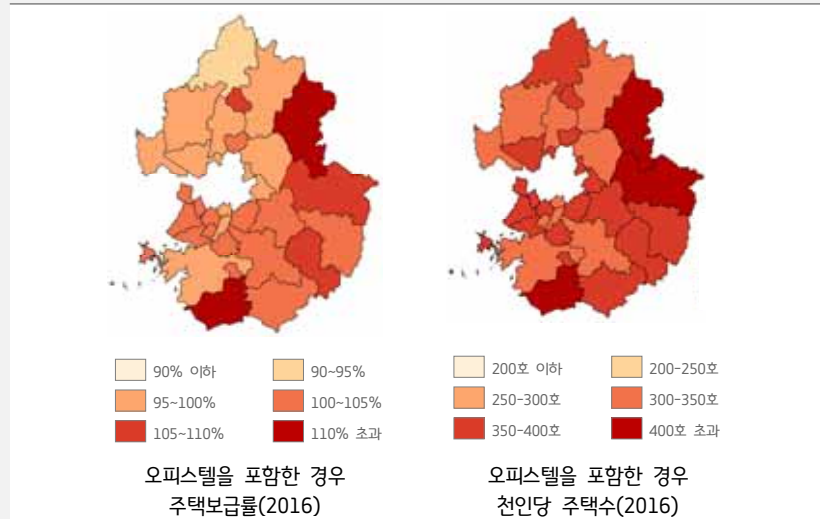 90% 이하
90~95%
95~100%
100~105%
105~110%
110% 초과
오피스텔을 포함한 경우
주택보급률(2016)
200호 이하
200-250호
250-300호
300-350호
350-400호
400호 초과
오피스텔을 포함한 경우
천인당 주택수(2016)